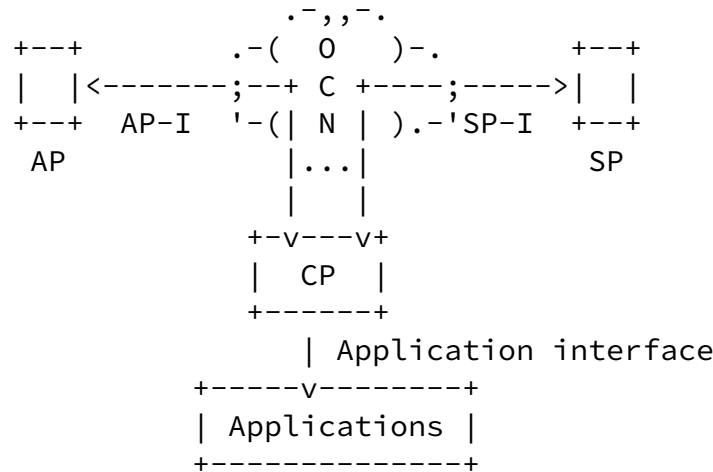 .-,,-.
+--+        .-(  O   )-.       +--+
|  |<-------;--+ C +----;----->|  |
+--+  AP-I  '-(| N | ).-'SP-I  +--+
 AP            |...|            SP
               |   |
             +-v---v+
             |  CP  |
             +------+
                | Application interface
          +-----v--------+
          | Applications |
          +--------------+